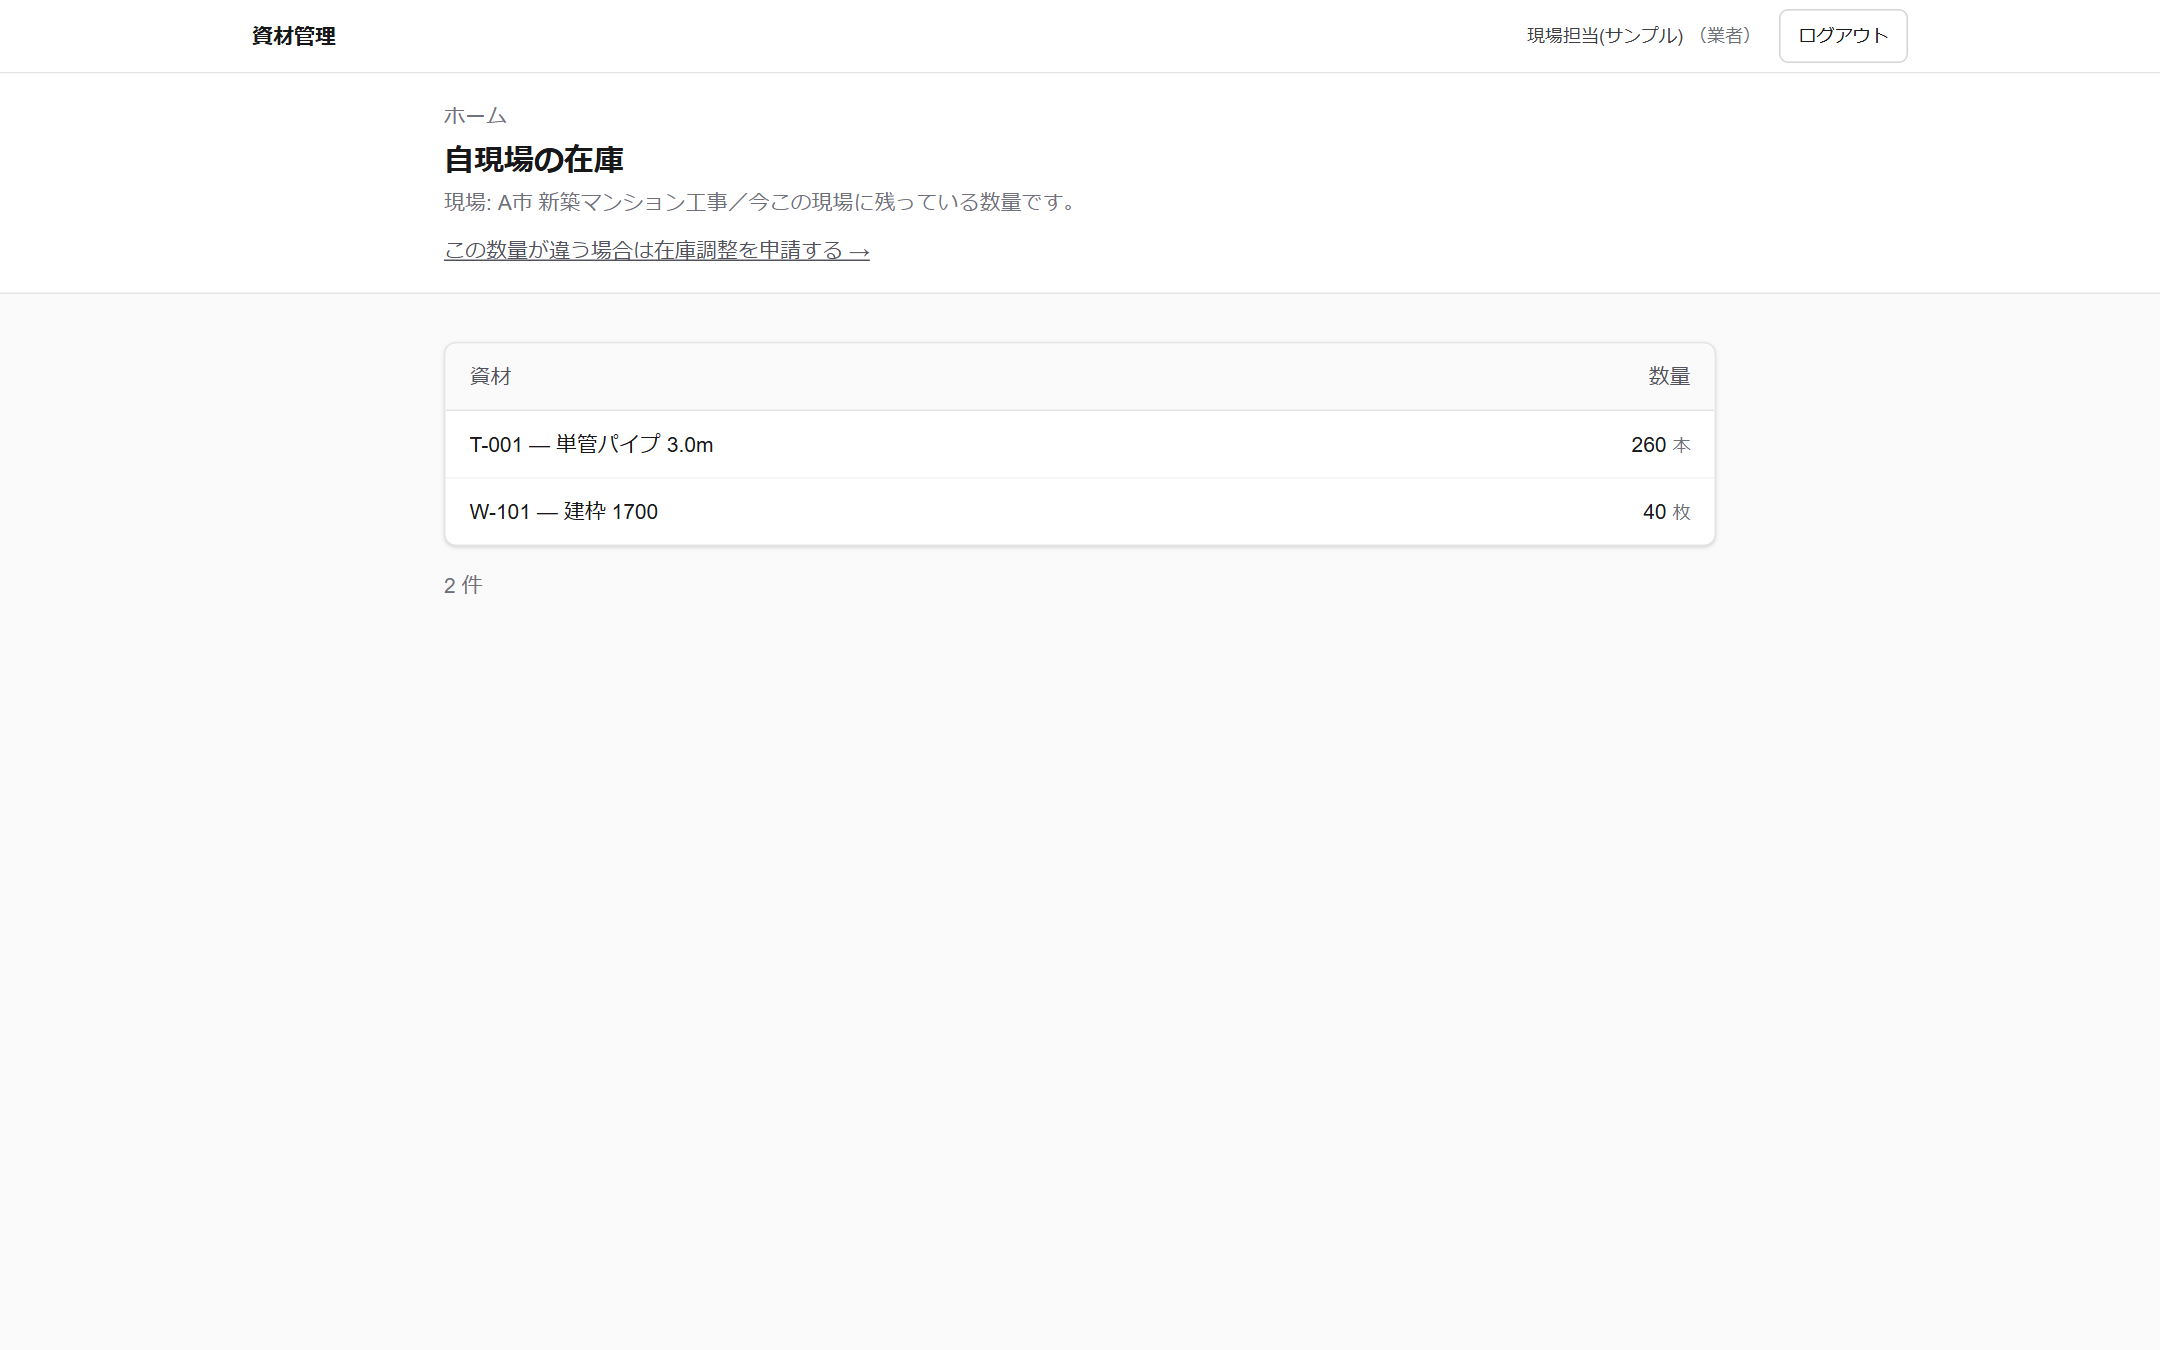 資材管理
現場担当(サンプル) （業者） ログアウト
ホーム
自現場の在庫
現場: A市 新築マンション工事／今この現場に残っている数量です。
この数量が違う場合は在庫調整を申請する →
資材 数量
T-001 — 単管パイプ 3.0m 260 本
W-101 — 建枠 1700 40 枚
2 件